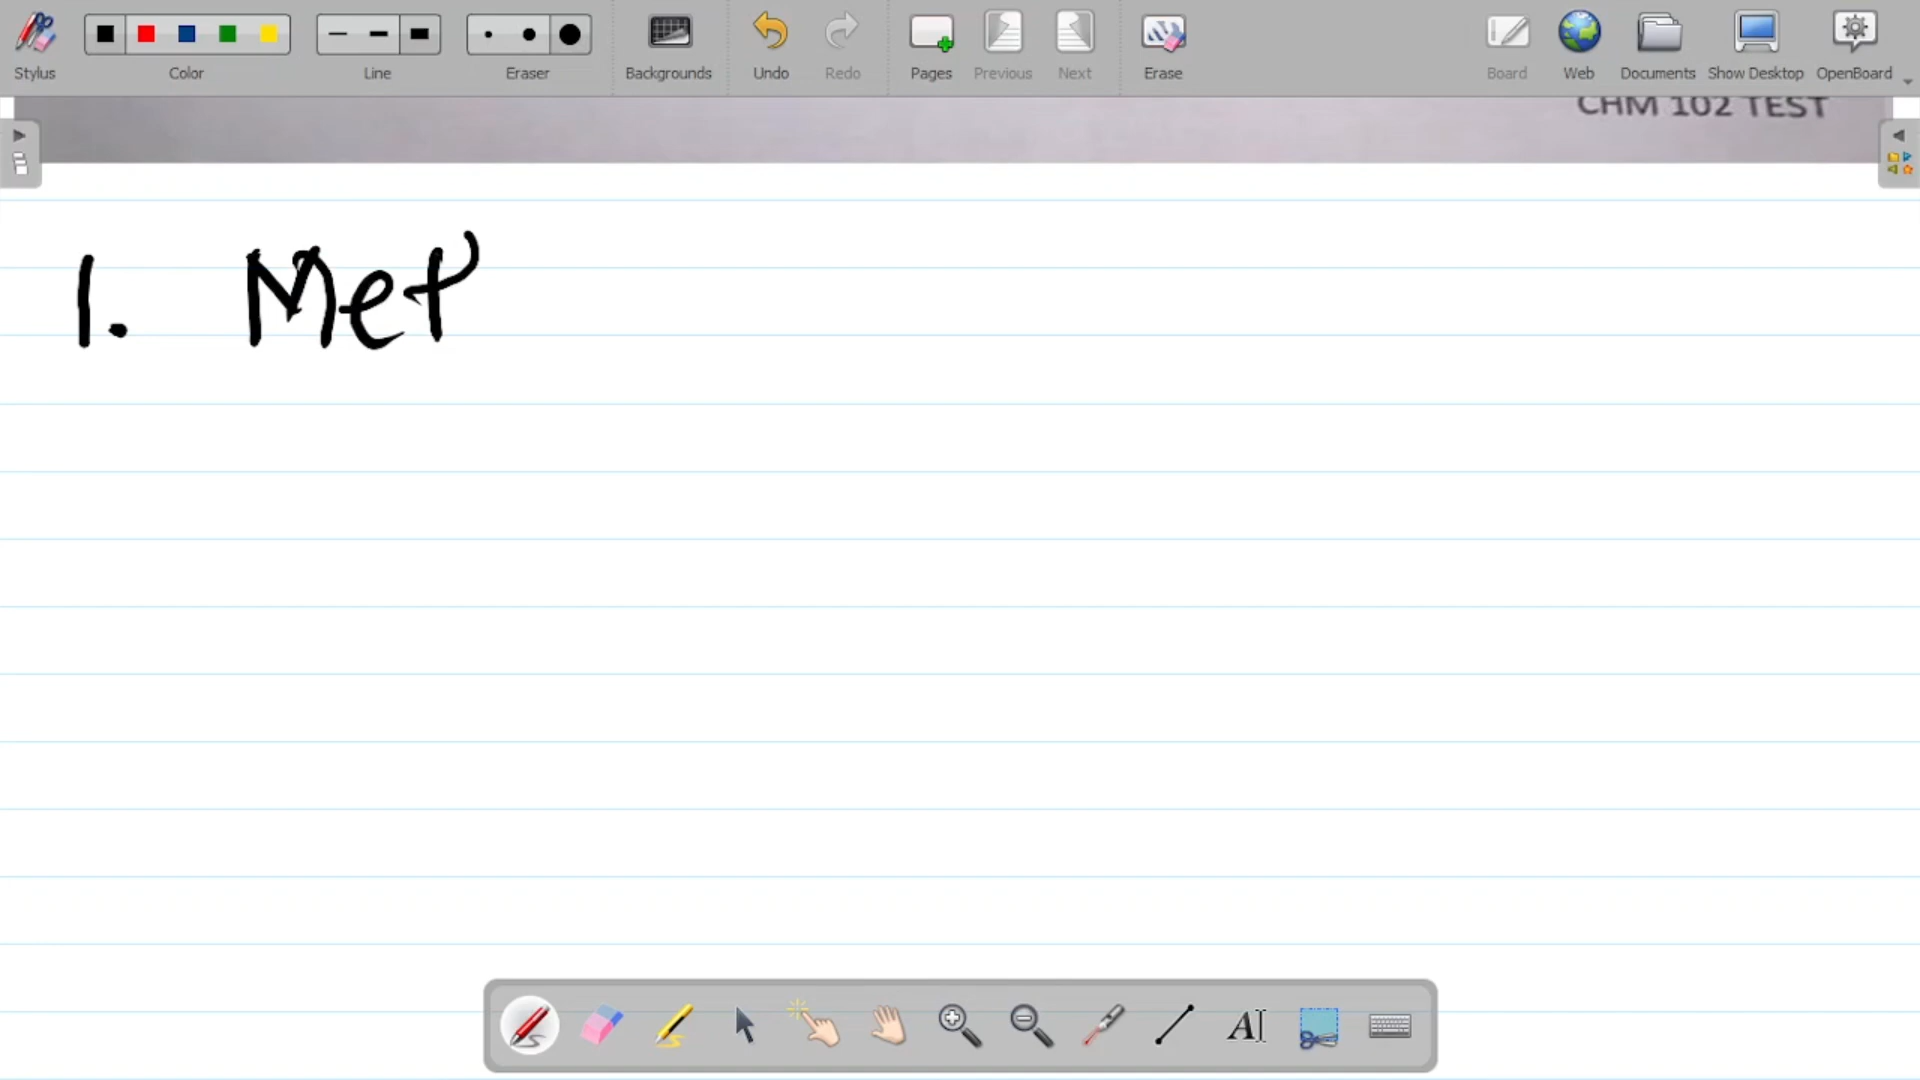 Stylus Color Line Eraser Backgrounds Undo Redo Pages Previous Next Erase Board Web Documents Show Desktop OpenBoard
CHM 102 TEST
1. Met